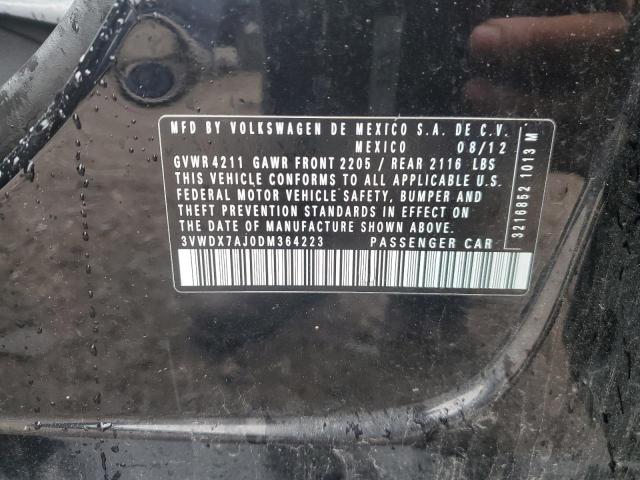 MFD BY VOLKSWAGEN DE MEXICO S.A. DE C.V.
MEXICO 08/12
GVWR 4211 GAWR FRONT 2205 / REAR 2116 LBS
THIS VEHICLE CONFORMS TO ALL APPLICABLE U.S.
FEDERAL MOTOR VEHICLE SAFETY, BUMPER AND
THEFT PREVENTION STANDARDS IN EFFECT ON
THE DATE OF MANUFACTURE SHOWN ABOVE.
3VWDX7AJ0DM364223 PASSENGER CAR
3216852 1013 M